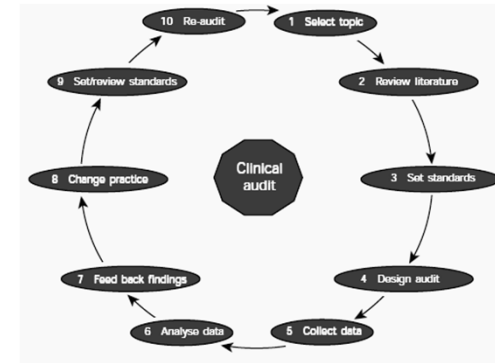 10 Re-audit
1 Select topic
9 Set/review standards
2 Review literature
Clinical
audit
8 Change practice
3 Set standards
7 Feed back findings
4 Design audit
6 Analyse data
5 Collect data